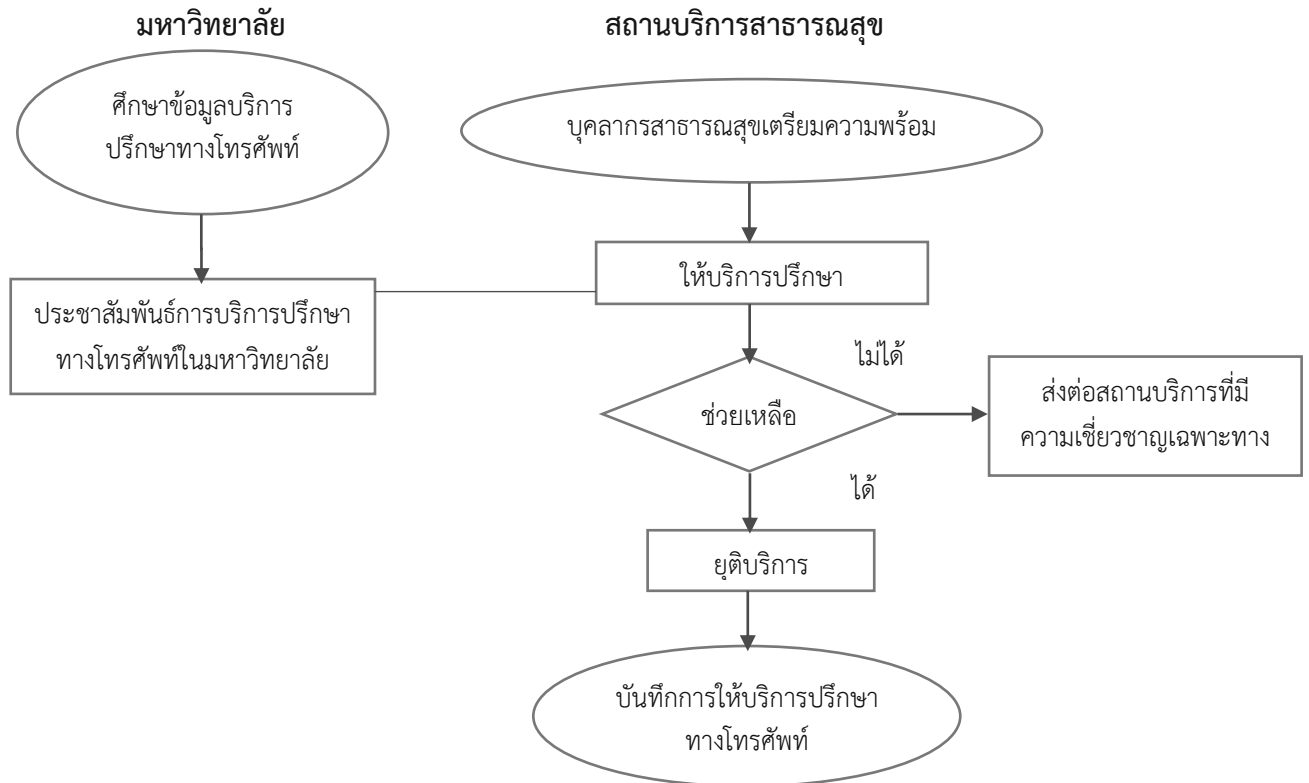 มหาวิทยาลัย
สถานบริการสาธารณสุข
ศึกษาข้อมูลบริการ
ปรึกษาทางโทรศัพท์
บุคลากรสาธารณสุขเตรียมความพร้อม
ประชาสัมพันธ์การบริการปรึกษา
ทางโทรศัพท์ในมหาวิทยาลัย
ให้บริการปรึกษา
ช่วยเหลือ
ไม่ได้
ส่งต่อสถานบริการที่มี
ความเชี่ยวชาญเฉพาะทาง
ได้
ยุติบริการ
บันทึกการให้บริการปรึกษา
ทางโทรศัพท์